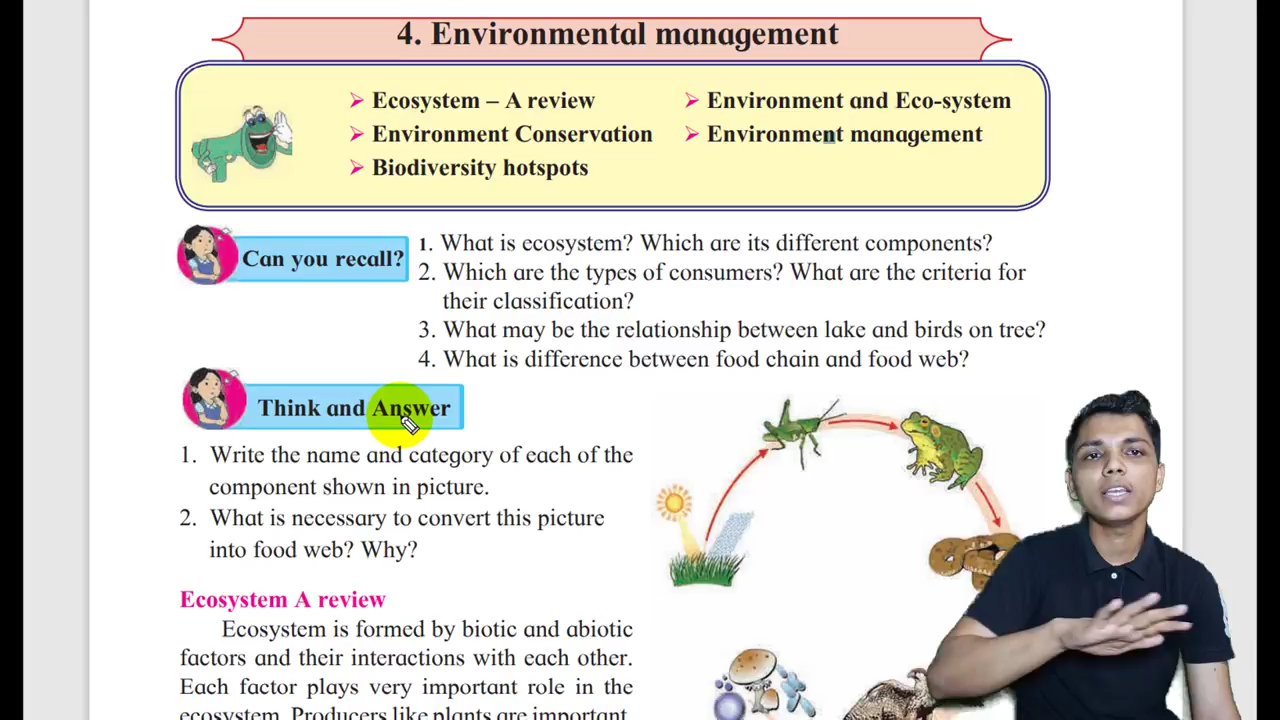 4. Environmental management
➢ Ecosystem – A review
➢ Environment and Eco-system
➢ Environment Conservation
➢ Environment management
➢ Biodiversity hotspots
Can you recall?
1. What is ecosystem? Which are its different components?
2. Which are the types of consumers? What are the criteria for
their classification?
3. What may be the relationship between lake and birds on tree?
4. What is difference between food chain and food web?
Think and Answer
1. Write the name and category of each of the
component shown in picture.
2. What is necessary to convert this picture
into food web? Why?
Ecosystem A review
Ecosystem is formed by biotic and abiotic
factors and their interactions with each other.
Each factor plays very important role in the
ecosystem. Producers like plants are important